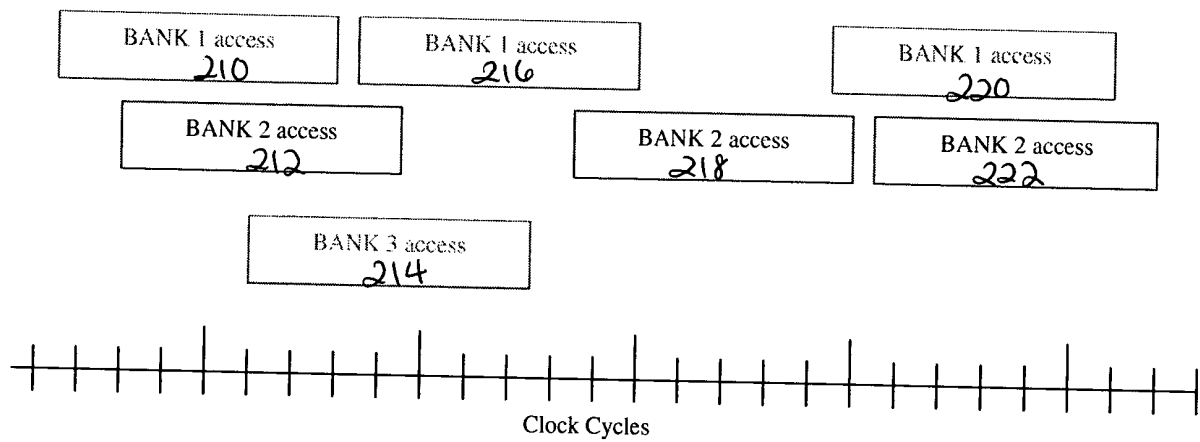 BANK 1 access
210
BANK 1 access
216
BANK 1 access
220
BANK 2 access
212
BANK 2 access
218
BANK 2 access
222
BANK 3 access
214
Clock Cycles